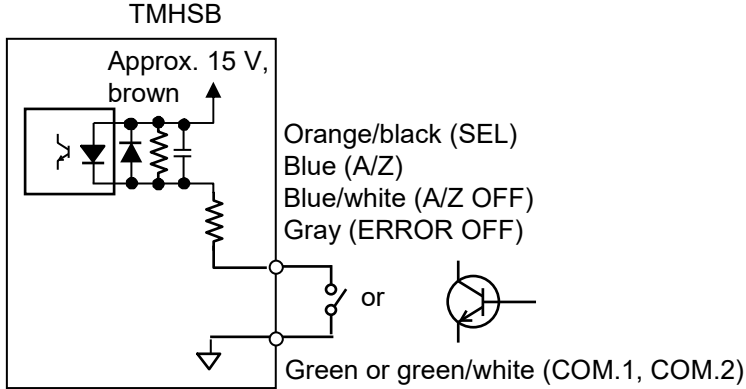 TMHSB
Approx. 15 V,
brown
Orange/black (SEL)
Blue (A/Z)
Blue/white (A/Z OFF)
Gray (ERROR OFF)
or
Green or green/white (COM.1, COM.2)